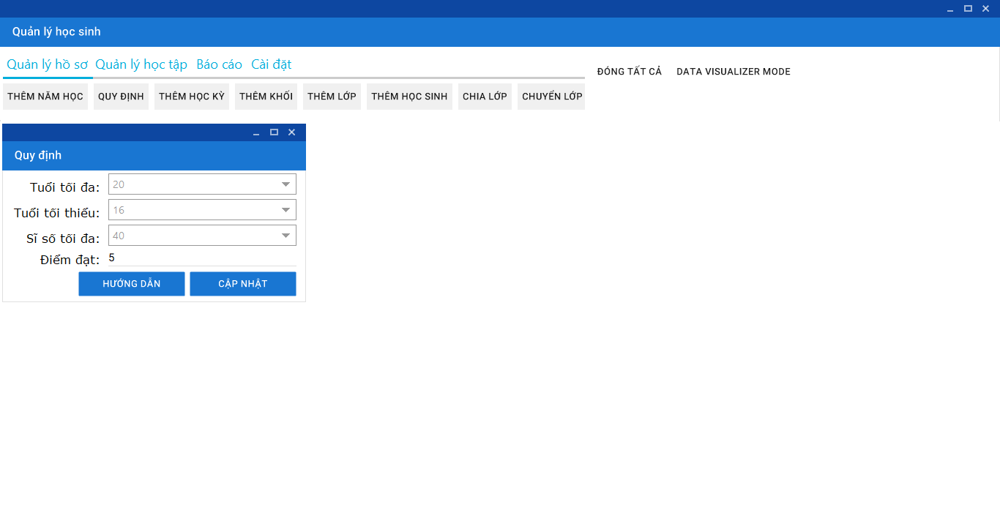 Quản lý học sinh
Quản lý hồ sơ Quản lý học tập Báo cáo Cài đặt
ĐÓNG TẤT CẢ DATA VISUALIZER MODE
THÊM NĂM HỌC QUY ĐỊNH THÊM HỌC KỲ THÊM KHỐI THÊM LỚP THÊM HỌC SINH CHIA LỚP CHUYỂN LỚP
Quy định
Tuổi tối đa: 20
Tuổi tối thiểu: 16
Sĩ số tối đa: 40
Điểm đạt: 5
HƯỚNG DẪN CẬP NHẬT